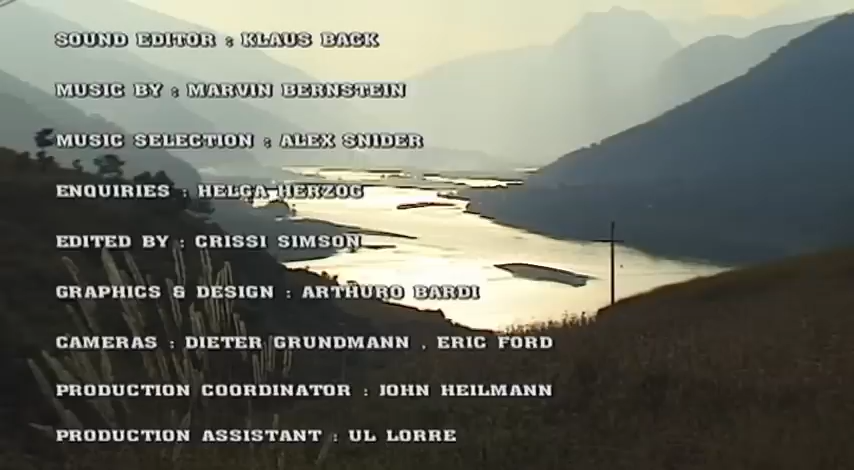 SOUND EDITOR : KLAUS BACK
MUSIC BY : MARVIN BERNSTEIN
MUSIC SELECTION : ALEX SNIDER
ENQUIRIES : HELGA HERZOG
EDITED BY : CRISSI SIMSON
GRAPHICS & DESIGN : ARTHURO BARDI
CAMERAS : DIETER GRUNDMANN . ERIC FORD
PRODUCTION COORDINATOR : JOHN HEILMANN
PRODUCTION ASSISTANT : UL LORRE